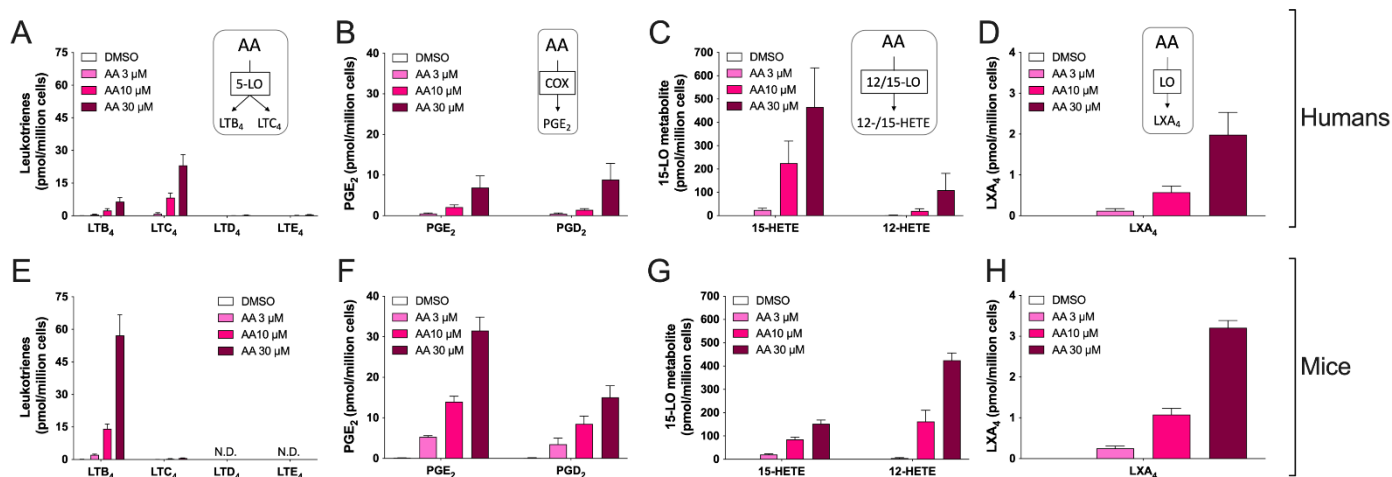 A
Leukotrienes
(pmol/million cells)
75
60
45
30
15
0
DMSO
AA 3 µM
AA10 µM
AA 30 µM
AA
5-LO
LTB₄ LTC₄
LTB₄ LTC₄ LTD₄ LTE₄
B
PGE₂ (pmol/million cells)
40
30
20
10
0
DMSO
AA 3 µM
AA10 µM
AA 30 µM
AA
COX
PGE₂
PGE₂ PGD₂
C
15-LO metabolite
(pmol/million cells)
700
600
500
400
300
200
100
0
DMSO
AA 3 µM
AA10 µM
AA 30 µM
AA
12/15-LO
12-/15-HETE
15-HETE 12-HETE
D
LXA₄ (pmol/million cells)
4
3
2
1
0
DMSO
AA 3 µM
AA10 µM
AA 30 µM
AA
LO
LXA₄
LXA₄
Humans
E
Leukotrienes
(pmol/million cells)
75
60
45
30
15
0
DMSO
AA 3 µM
AA10 µM
AA 30 µM
N.D. N.D.
LTB₄ LTC₄ LTD₄ LTE₄
F
PGE₂ (pmol/million cells)
40
30
20
10
0
DMSO
AA 3 µM
AA10 µM
AA 30 µM
PGE₂ PGD₂
G
15-LO metabolite
(pmol/million cells)
700
600
500
400
300
200
100
0
DMSO
AA 3 µM
AA10 µM
AA 30 µM
15-HETE 12-HETE
H
LXA₄ (pmol/million cells)
4
3
2
1
0
DMSO
AA 3 µM
AA 10 µM
AA 30 µM
LXA₄
Mice